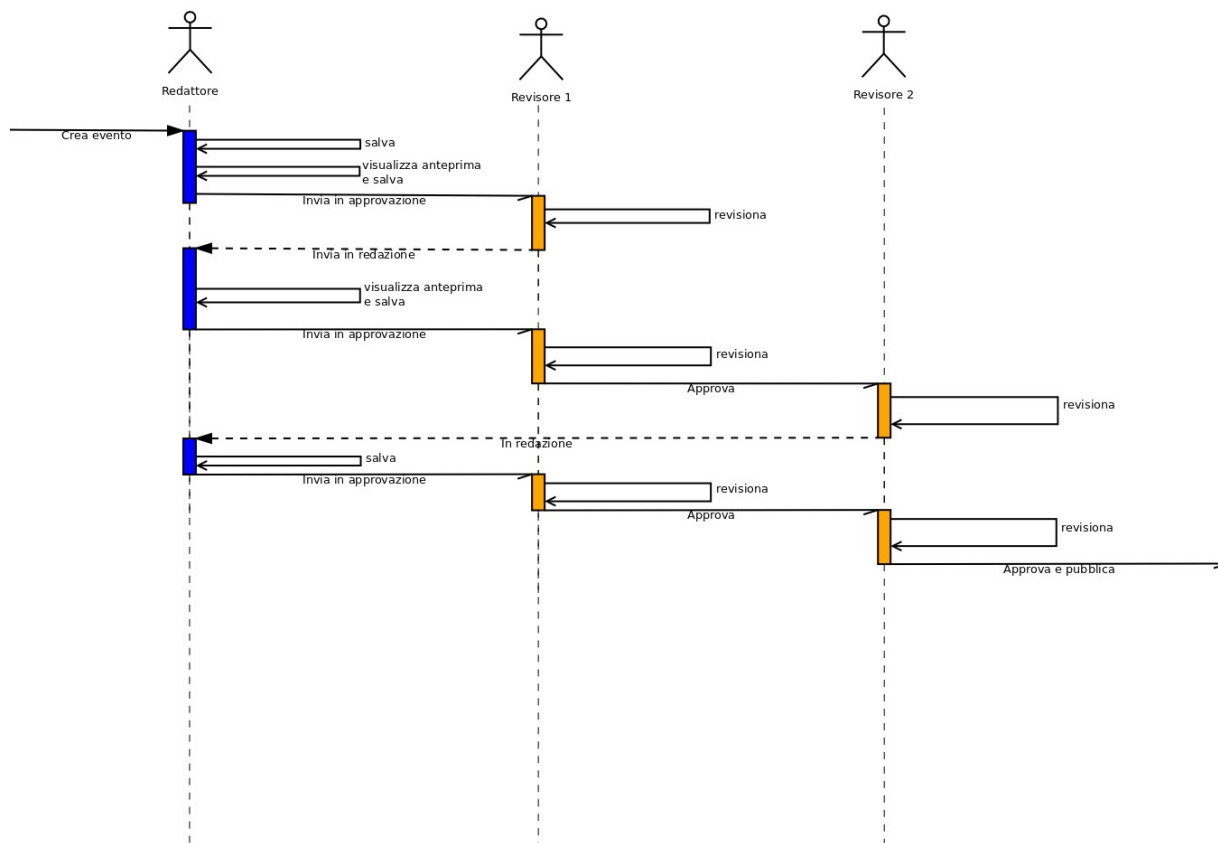 Redattore
Revisore 1
Revisore 2
Crea evento
salva
visualizza anteprima
e salva
Invia in approvazione
revisiona
Invia in redazione
visualizza anteprima
e salva
Invia in approvazione
revisiona
Approva
revisiona
In redazione
salva
Invia in approvazione
revisiona
Approva
revisiona
Approva e pubblica